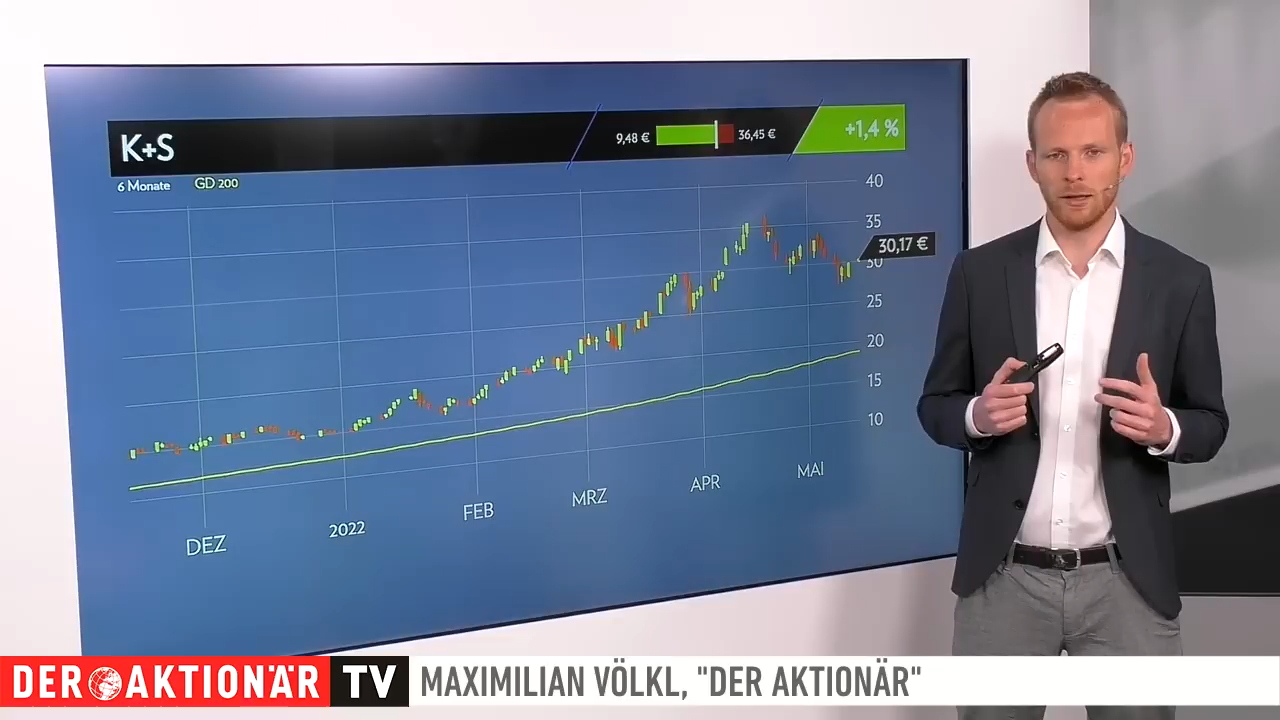 K+S
9,48 € 36,45 € +1,4 %
6 Monate GD 200
40
35
30,17 €
30
25
20
15
10
DEZ 2022 FEB MRZ APR MAI
DER AKTIONÄR TV MAXIMILIAN VÖLKL, "DER AKTIONÄR"